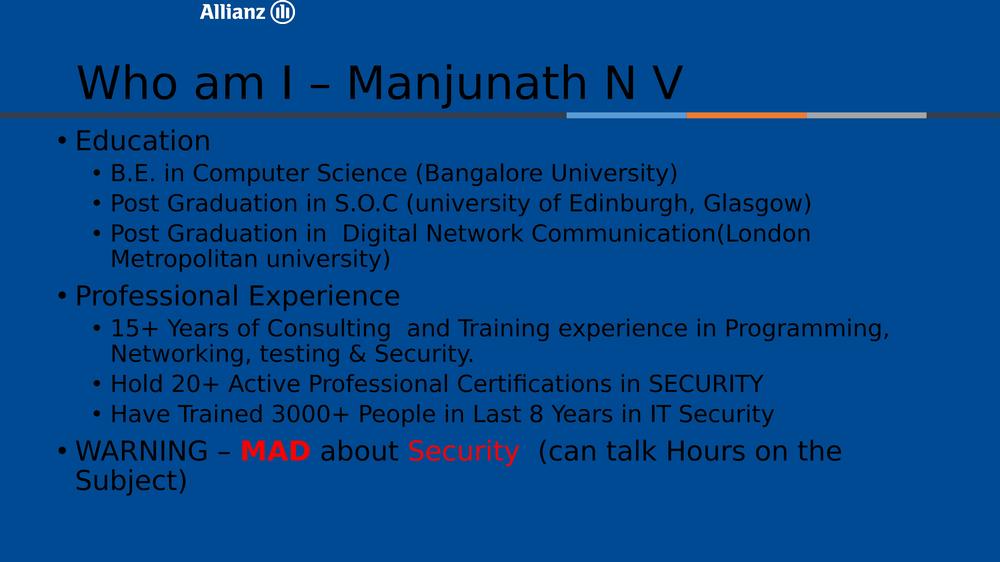 Allianz
Who am I – Manjunath N V
• Education
• B.E. in Computer Science (Bangalore University)
• Post Graduation in S.O.C (university of Edinburgh, Glasgow)
• Post Graduation in  Digital Network Communication(London
Metropolitan university)
• Professional Experience
• 15+ Years of Consulting  and Training experience in Programming,
Networking, testing & Security.
• Hold 20+ Active Professional Certifications in SECURITY
• Have Trained 3000+ People in Last 8 Years in IT Security
• WARNING – MAD about Security  (can talk Hours on the
Subject)